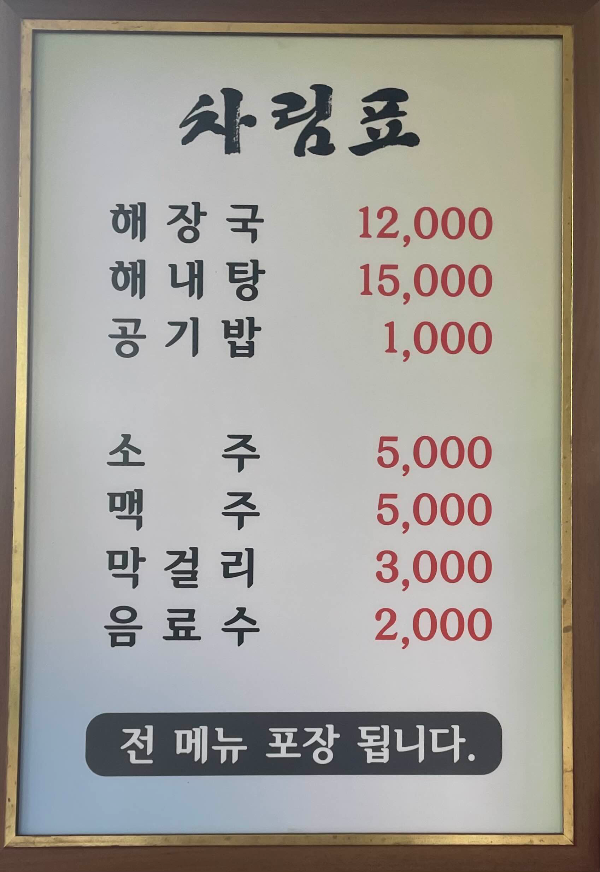 차림표
해장국 12,000
해내탕 15,000
공기밥 1,000
소주 5,000
맥주 5,000
막걸리 3,000
음료수 2,000
전 메뉴 포장 됩니다.